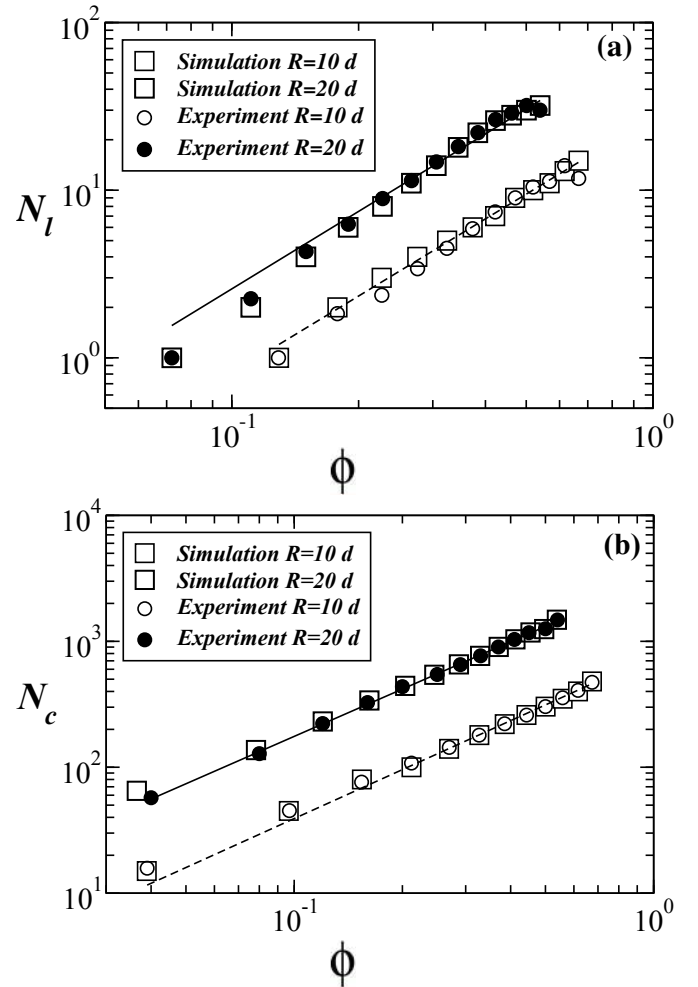 10^2
(a)
Simulation R=10 d
Simulation R=20 d
Experiment R=10 d
Experiment R=20 d
10^1
N_l
10^0
10^-1
10^0
ϕ
10^4
(b)
Simulation R=10 d
Simulation R=20 d
Experiment R=10 d
Experiment R=20 d
10^3
N_c
10^2
10^1
10^-1
10^0
ϕ